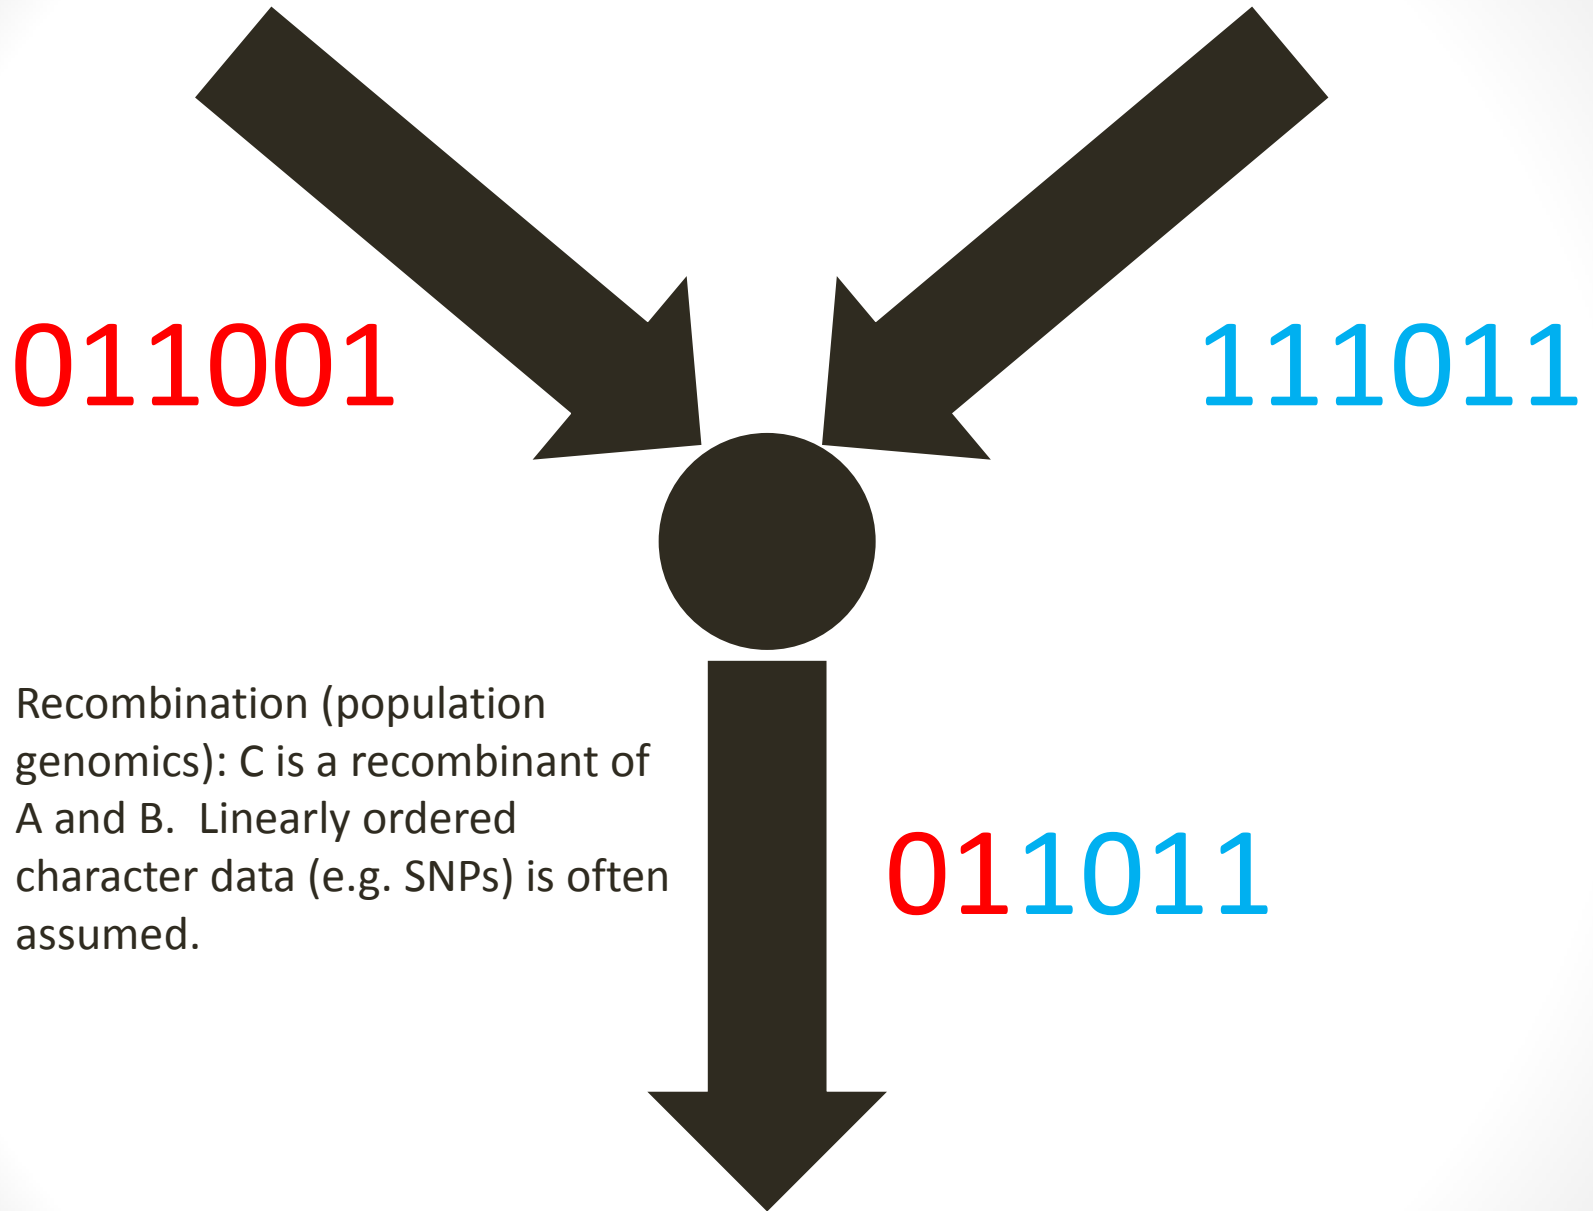 011001
111011
Recombination (population
genomics): C is a recombinant of
A and B.  Linearly ordered
character data (e.g. SNPs) is often
assumed.
011011